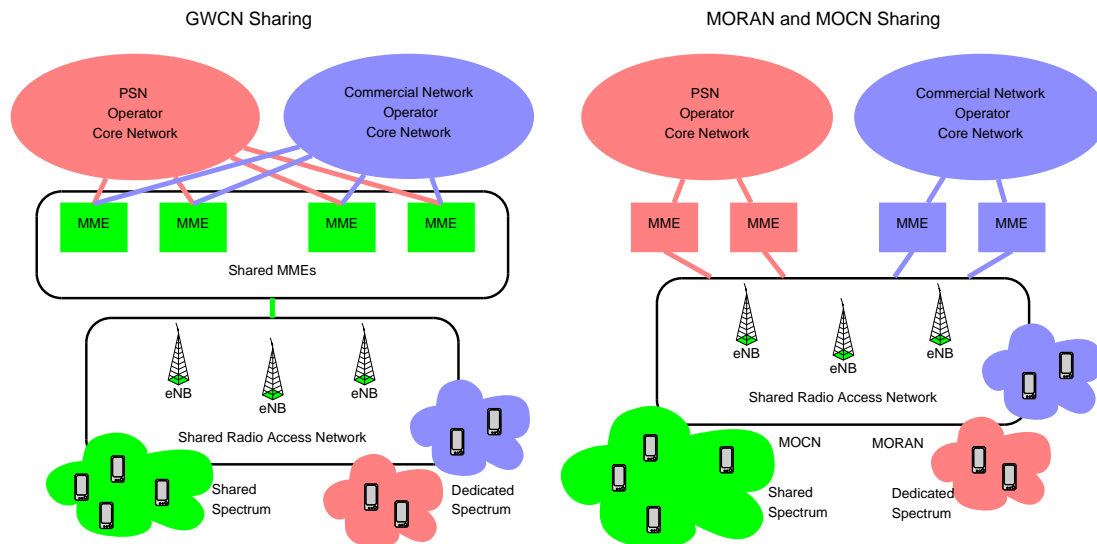 GWCN Sharing
PSN
Operator
Core Network
Commercial Network
Operator
Core Network
MME
MME
MME
MME
Shared MMEs
eNB
eNB
eNB
Shared Radio Access Network
Shared
Spectrum
Dedicated
Spectrum
MORAN and MOCN Sharing
PSN
Operator
Core Network
Commercial Network
Operator
Core Network
MME
MME
MME
MME
eNB
eNB
eNB
Shared Radio Access Network
MOCN
MORAN
Shared
Spectrum
Dedicated
Spectrum